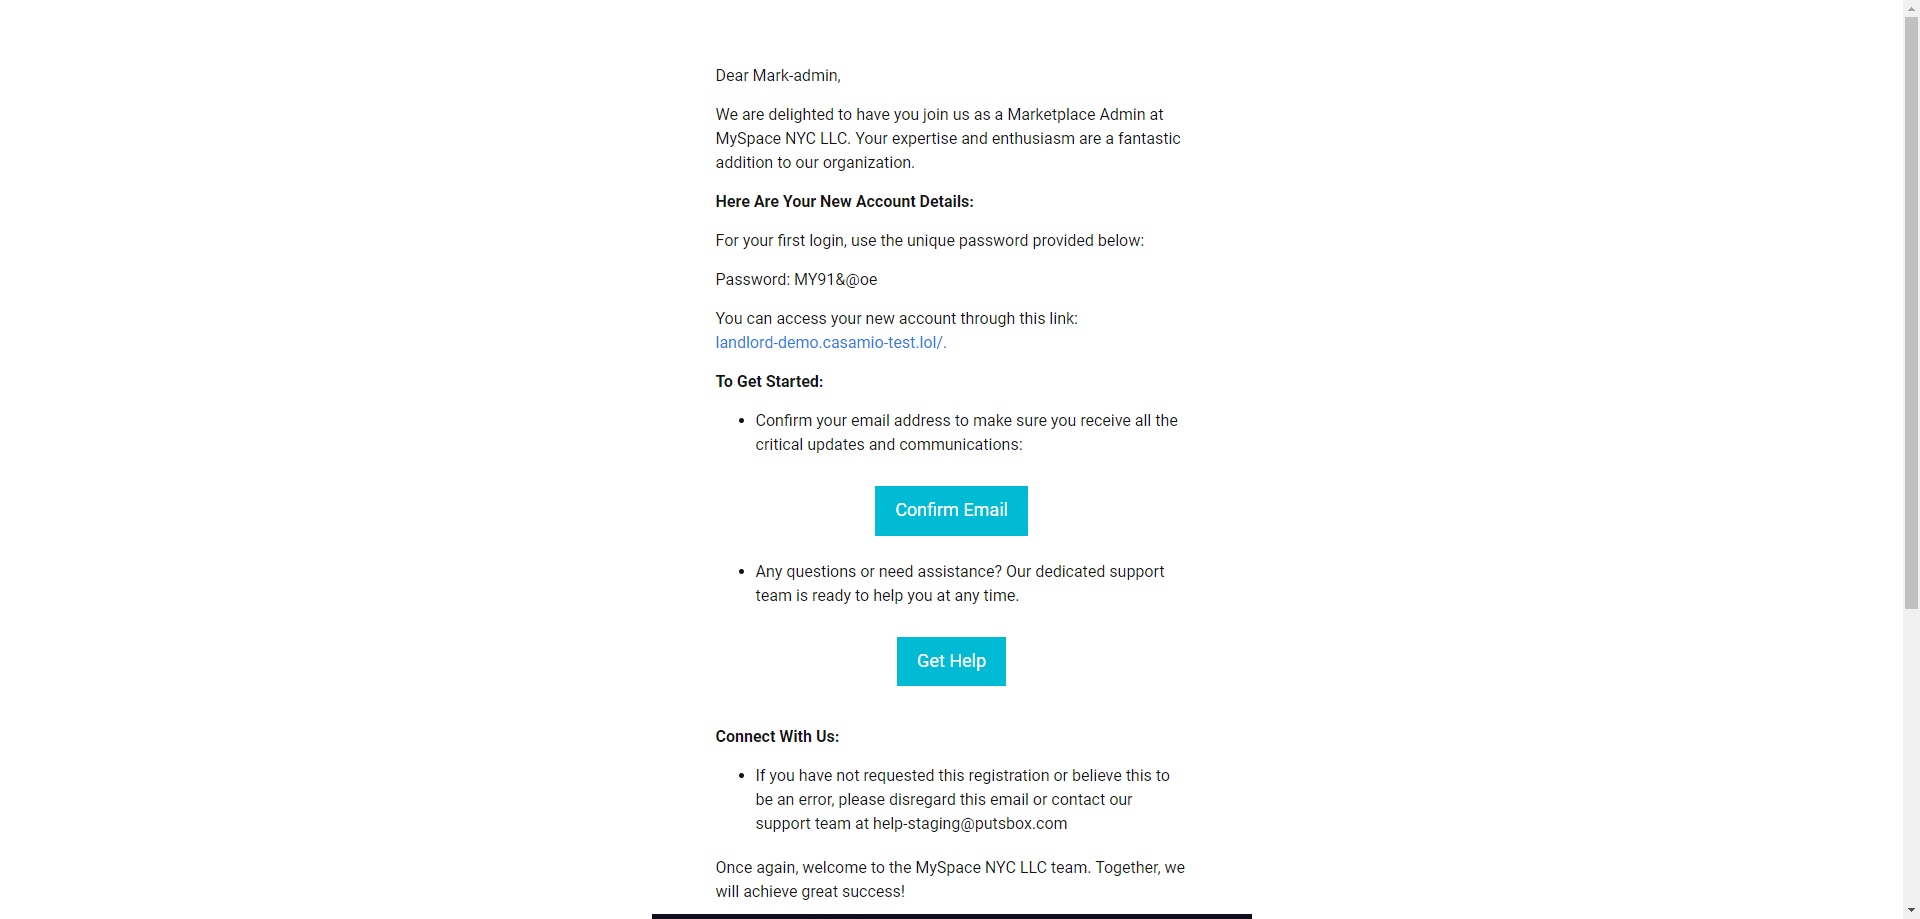 Dear Mark-admin,
We are delighted to have you join us as a Marketplace Admin at
MySpace NYC LLC. Your expertise and enthusiasm are a fantastic
addition to our organization.
Here Are Your New Account Details:
For your first login, use the unique password provided below:
Password: MY91&@oe
You can access your new account through this link:
landlord-demo.casamio-test.lol/.
To Get Started:
• Confirm your email address to make sure you receive all the
critical updates and communications:
Confirm Email
• Any questions or need assistance? Our dedicated support
team is ready to help you at any time.
Get Help
Connect With Us:
• If you have not requested this registration or believe this to
be an error, please disregard this email or contact our
support team at help-staging@putsbox.com
Once again, welcome to the MySpace NYC LLC team. Together, we
will achieve great success!